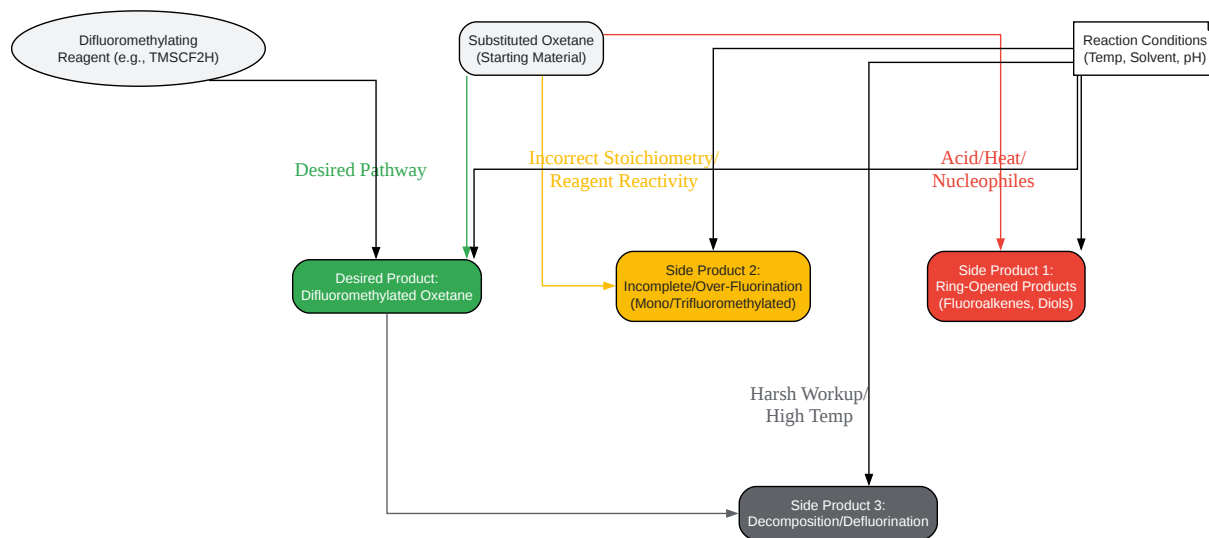 Difluoromethylating
Reagent (e.g., TMSCF2H)
Substituted Oxetane
(Starting Material)
Reaction Conditions
(Temp, Solvent, pH)
Desired Pathway
Incorrect Stoichiometry/
Reagent Reactivity
Acid/Heat/
Nucleophiles
Desired Product:
Difluoromethylated Oxetane
Side Product 2:
Incomplete/Over-Fluorination
(Mono/Trifluoromethylated)
Side Product 1:
Ring-Opened Products
(Fluoroalkenes, Diols)
Harsh Workup/
High Temp
Side Product 3:
Decomposition/Defluorination